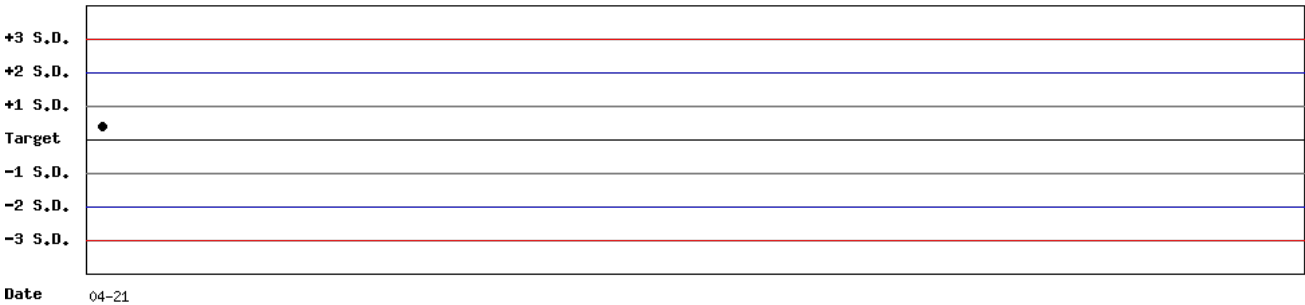 +3 S.D.
+2 S.D.
+1 S.D.
Target
-1 S.D.
-2 S.D.
-3 S.D.
Date 04-21